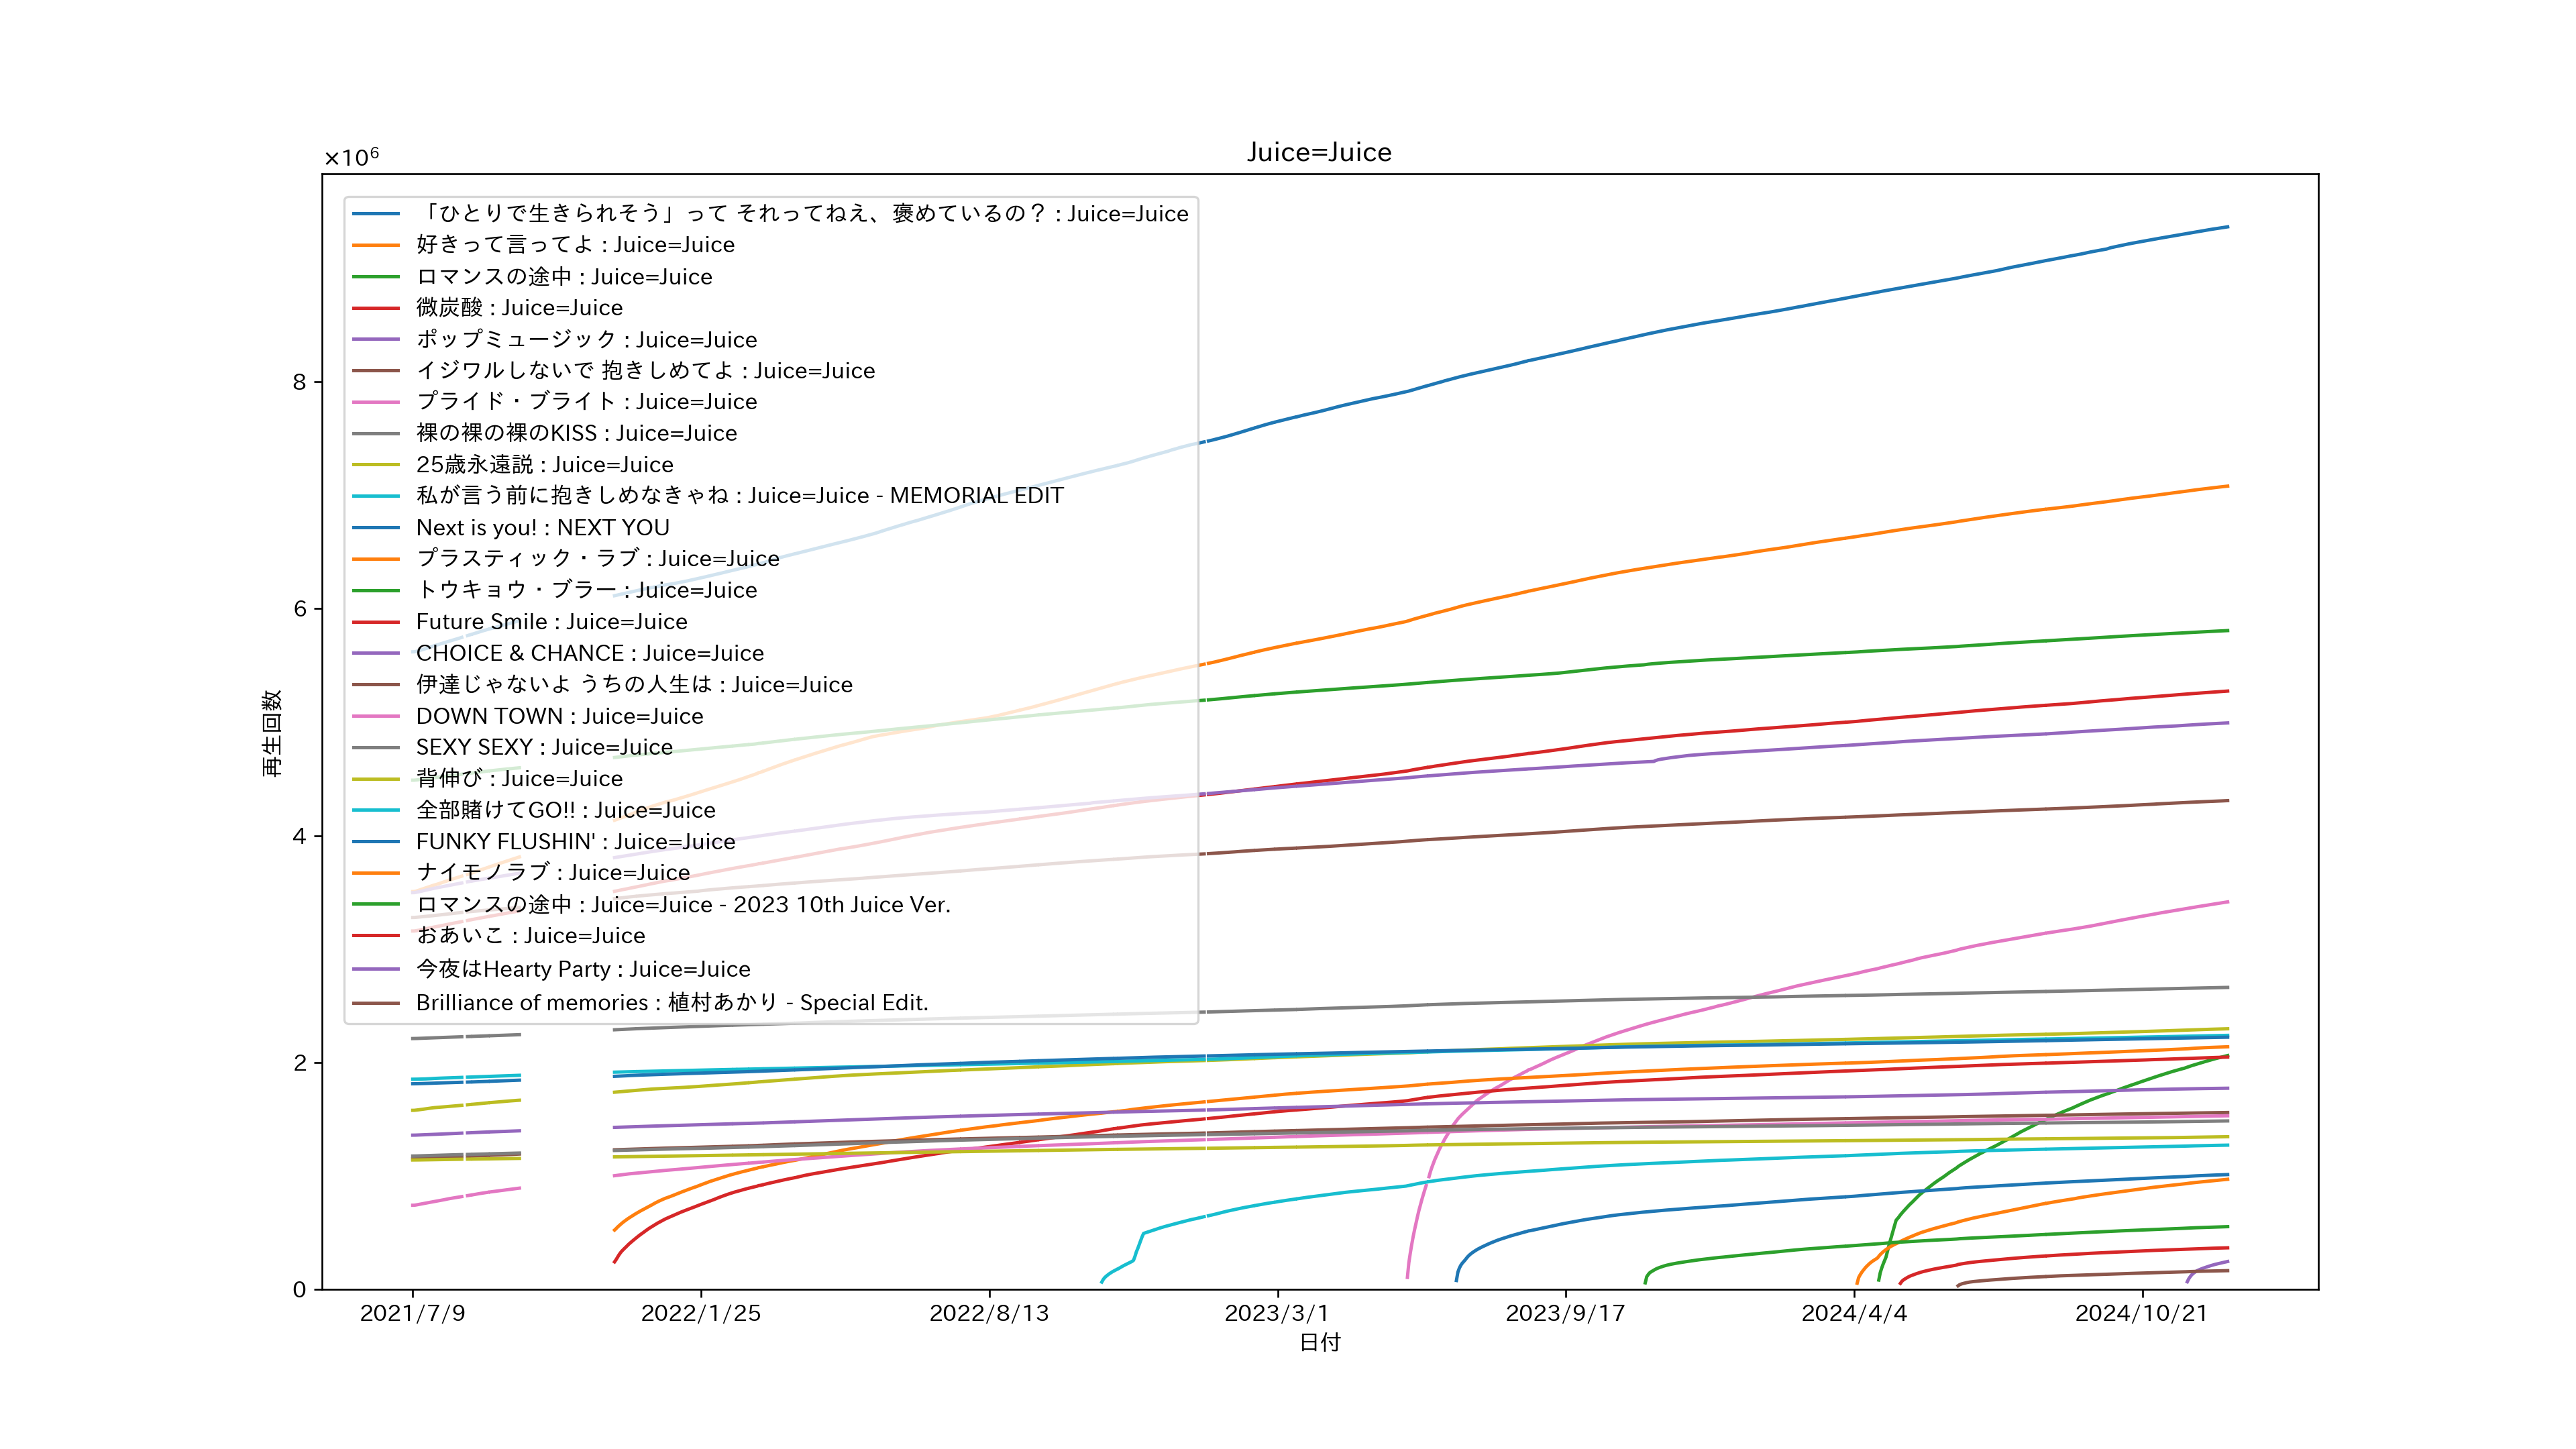 Juice=Juice
×10⁶
「ひとりで生きられそう」って それってねえ、褒めているの？ : Juice=Juice
好きって言ってよ : Juice=Juice
ロマンスの途中 : Juice=Juice
微炭酸 : Juice=Juice
ポップミュージック : Juice=Juice
イジワルしないで 抱きしめてよ : Juice=Juice
プライド・ブライト : Juice=Juice
裸の裸の裸のKISS : Juice=Juice
25歳永遠説 : Juice=Juice
私が言う前に抱きしめなきゃね : Juice=Juice - MEMORIAL EDIT
Next is you! : NEXT YOU
プラスティック・ラブ : Juice=Juice
トウキョウ・ブラー : Juice=Juice
Future Smile : Juice=Juice
CHOICE & CHANCE : Juice=Juice
伊達じゃないよ うちの人生は : Juice=Juice
DOWN TOWN : Juice=Juice
SEXY SEXY : Juice=Juice
背伸び : Juice=Juice
全部賭けてGO!! : Juice=Juice
FUNKY FLUSHIN' : Juice=Juice
ナイモノラブ : Juice=Juice
ロマンスの途中 : Juice=Juice - 2023 10th Juice Ver.
おあいこ : Juice=Juice
今夜はHearty Party : Juice=Juice
Brilliance of memories : 植村あかり - Special Edit.
再生回数
8
6
4
2
0
2021/7/9
2022/1/25
2022/8/13
2023/3/1
2023/9/17
2024/4/4
2024/10/21
日付